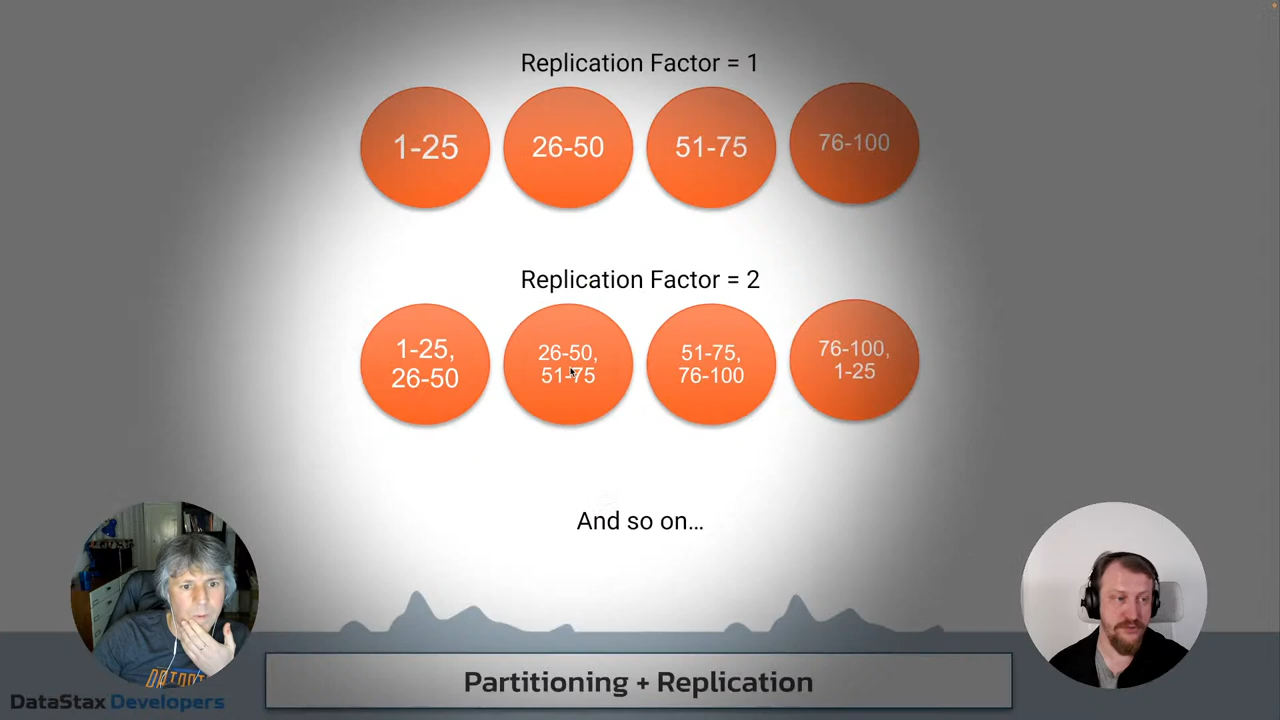 Replication Factor = 1
1-25
26-50
51-75
76-100
Replication Factor = 2
1-25,
26-50
26-50,
51-75
51-75,
76-100
76-100,
1-25
And so on…
Partitioning + Replication
DataStax Developers